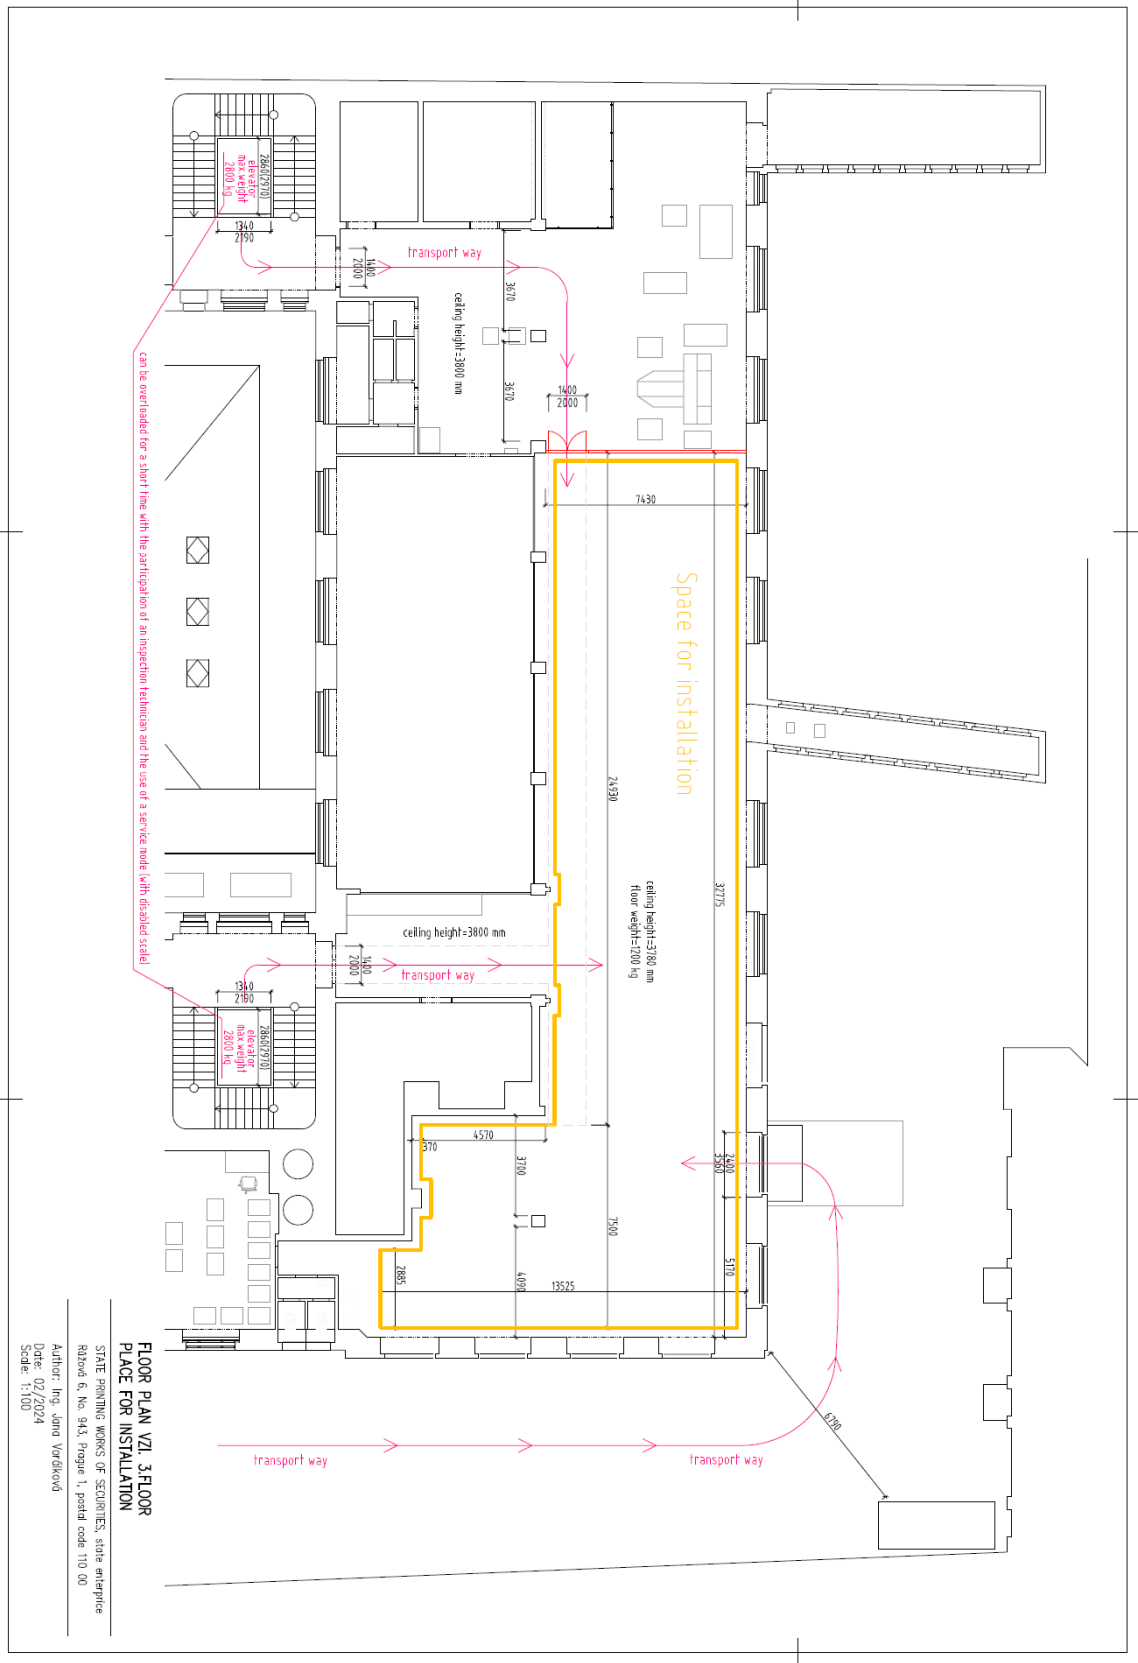 2860(2970)
elevator
max.weight
2800 kg
1340
2190
1400
2000
transport way
3670
ceiling height=3800 mm
3670
1400
2000
can be overloaded for a short time with the participation of an inspection technician and the use of a service mode (with disabled scale)
7430
Space for installation
24930
32775
ceiling height=3780 mm
floor weight=1200 kg
ceiling height=3800 mm
1400
2000
transport way
1340
2190
2860(2970)
elevator
max.weight
2800 kg
4570
370
3700
2400
3560
7500
5170
4090
2885
13525
6790
transport way
transport way
FLOOR PLAN VZI. 3.FLOOR
PLACE FOR INSTALLATION
STATE PRINTING WORKS OF SECURITIES, state enterprice
Růžová 6, No. 943, Prague 1, postal code 110 00
Author: Ing. Jana Vorálková
Date: 02/2024
Scale: 1:100